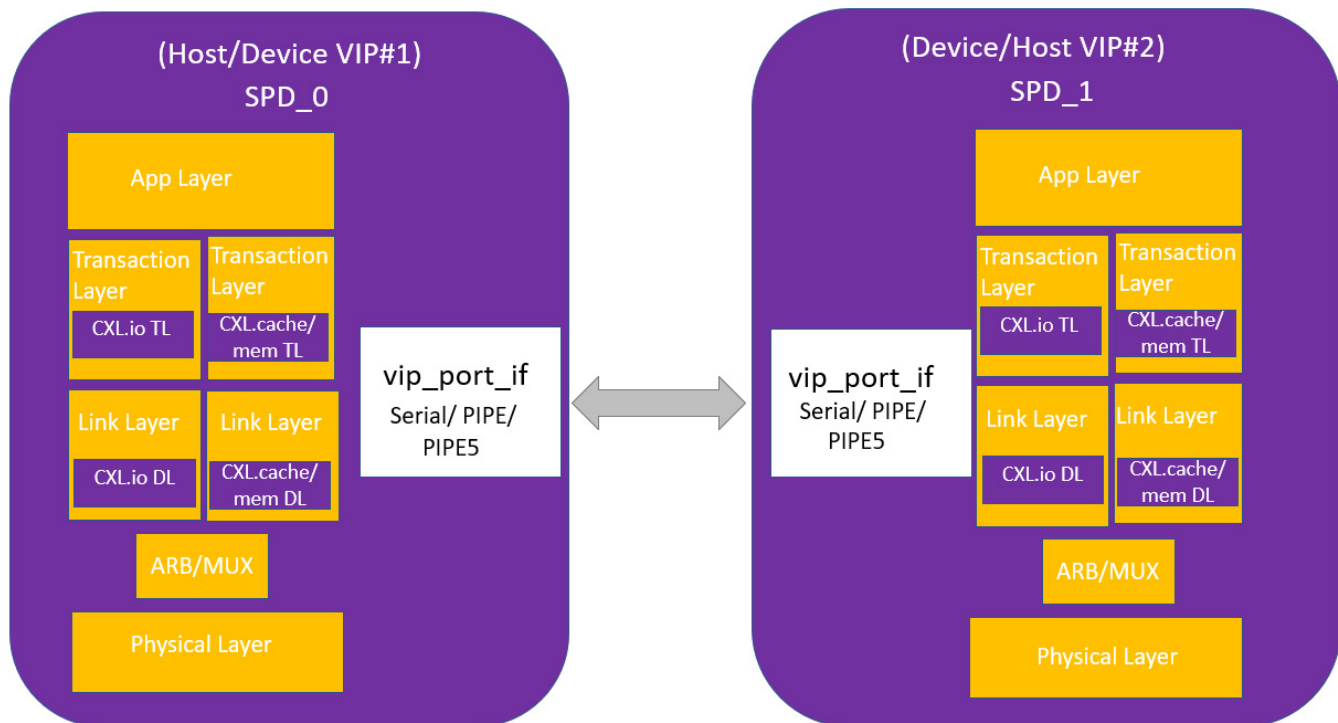 (Host/Device VIP#1)
SPD_0
App Layer
Transaction
Layer
CXL.io TL
Transaction
Layer
CXL.cache/
mem TL
Link Layer
CXL.io DL
Link Layer
CXL.cache/
mem DL
ARB/MUX
Physical Layer
vip_port_if
Serial/ PIPE/
PIPE5
(Device/Host VIP#2)
SPD_1
vip_port_if
Serial/ PIPE/
PIPE5
App Layer
Transaction
Layer
CXL.io TL
Transaction
Layer
CXL.cache/
mem TL
Link Layer
CXL.io DL
Link Layer
CXL.cache/
mem DL
ARB/MUX
Physical Layer